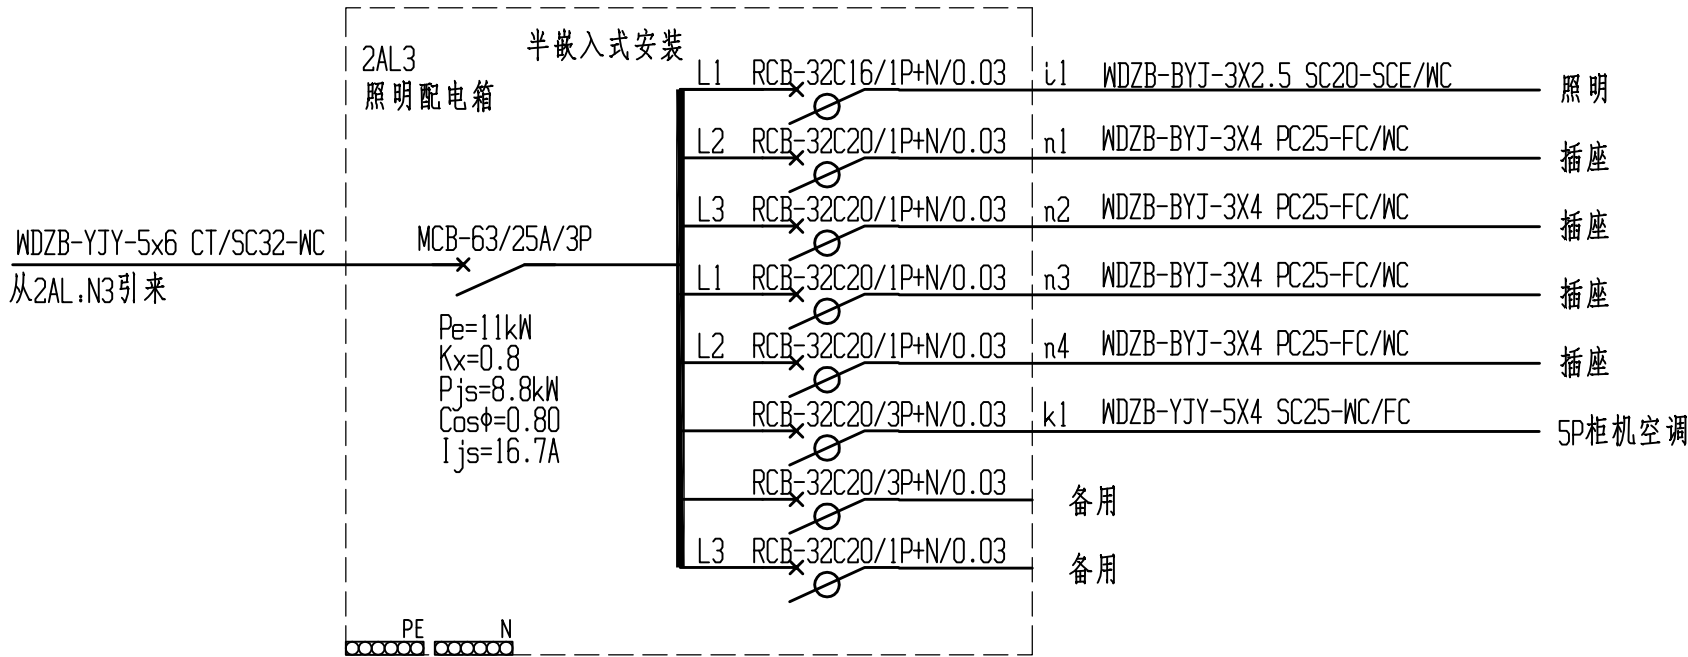 半嵌入式安装
2AL3
照明配电箱
L1 RCB-32C16/1P+N/0.03 i1 WDZB-BYJ-3X2.5 SC20-SCE/WC 照明
L2 RCB-32C20/1P+N/0.03 n1 WDZB-BYJ-3X4 PC25-FC/WC 插座
L3 RCB-32C20/1P+N/0.03 n2 WDZB-BYJ-3X4 PC25-FC/WC 插座
WDZB-YJY-5x6 CT/SC32-WC
从2AL:N3引来
MCB-63/25A/3P
L1 RCB-32C20/1P+N/0.03 n3 WDZB-BYJ-3X4 PC25-FC/WC 插座
L2 RCB-32C20/1P+N/0.03 n4 WDZB-BYJ-3X4 PC25-FC/WC 插座
Pe=11kW
Kx=0.8
Pjs=8.8kW
Cosφ=0.80
Ijs=16.7A
RCB-32C20/3P+N/0.03 k1 WDZB-YJY-5X4 SC25-WC/FC 5P柜机空调
RCB-32C20/3P+N/0.03 备用
L3 RCB-32C20/1P+N/0.03 备用
PE N